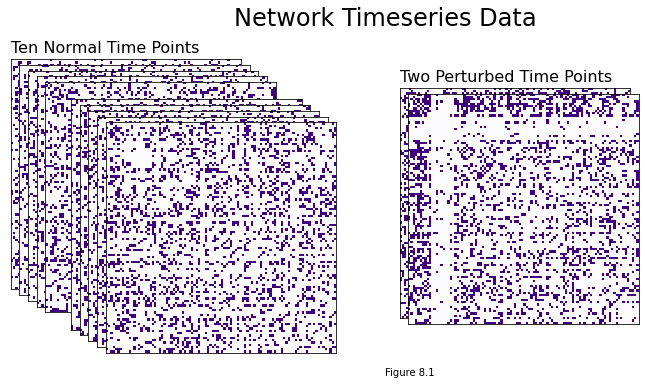 Network Timeseries Data
Ten Normal Time Points
Two Perturbed Time Points
Figure 8.1